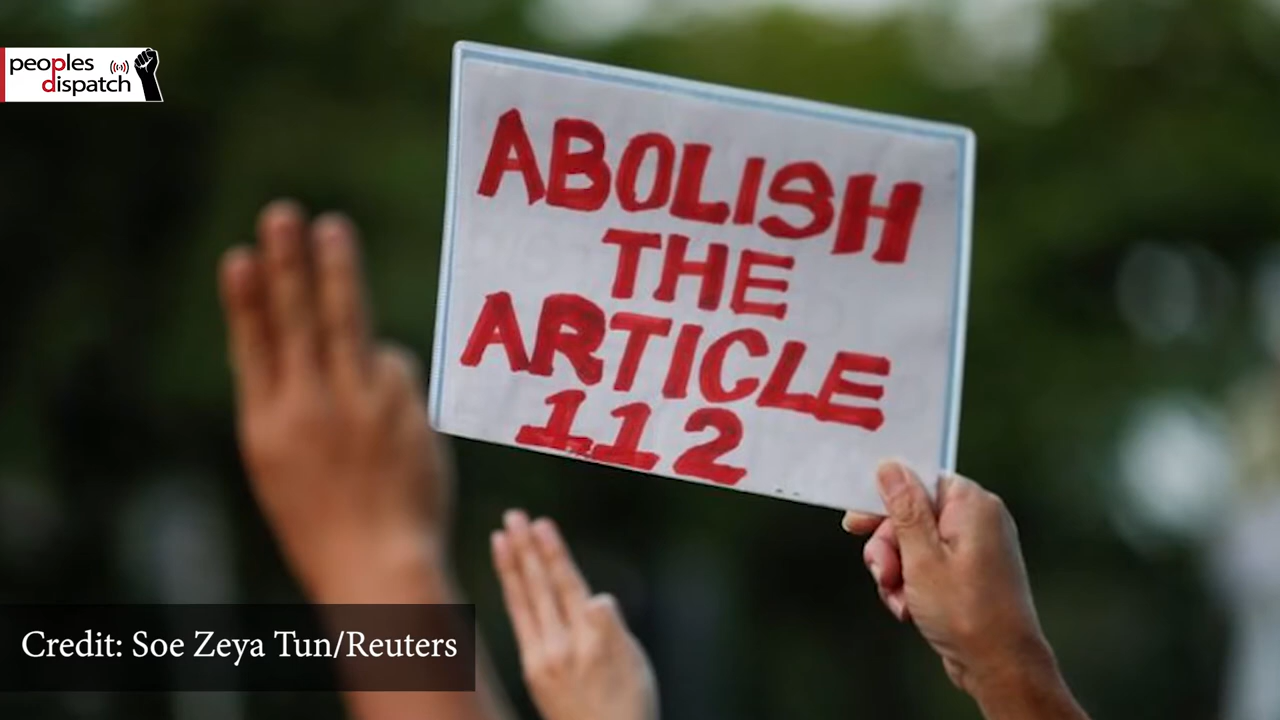 peoples
dispatch
ABOLISH
THE
ARTICLE
112
Credit: Soe Zeya Tun/Reuters